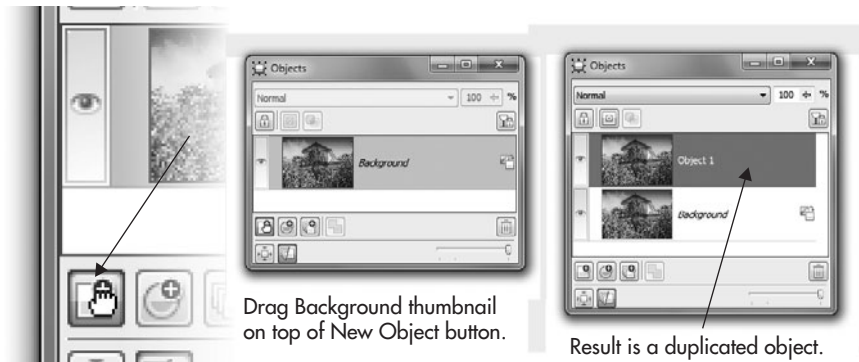 Objects
Normal
100
%
Background
Drag Background thumbnail
on top of New Object button.
Objects
Normal
100
%
Object 1
Background
Result is a duplicated object.